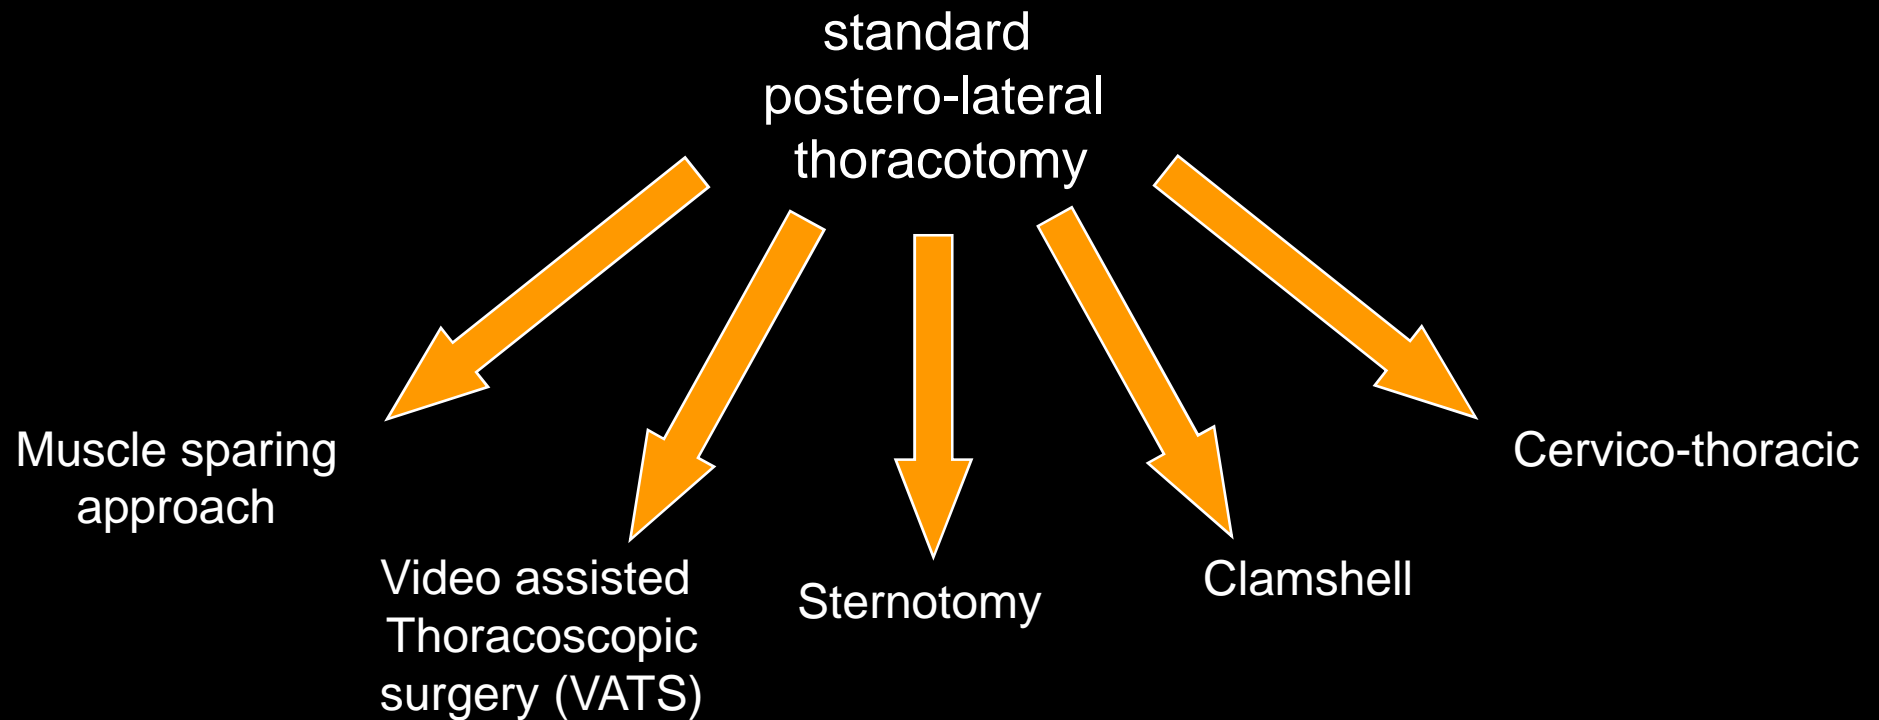 standard
postero-lateral
thoracotomy
Muscle sparing
approach
Video assisted
Thoracoscopic
surgery (VATS)
Sternotomy
Clamshell
Cervico-thoracic